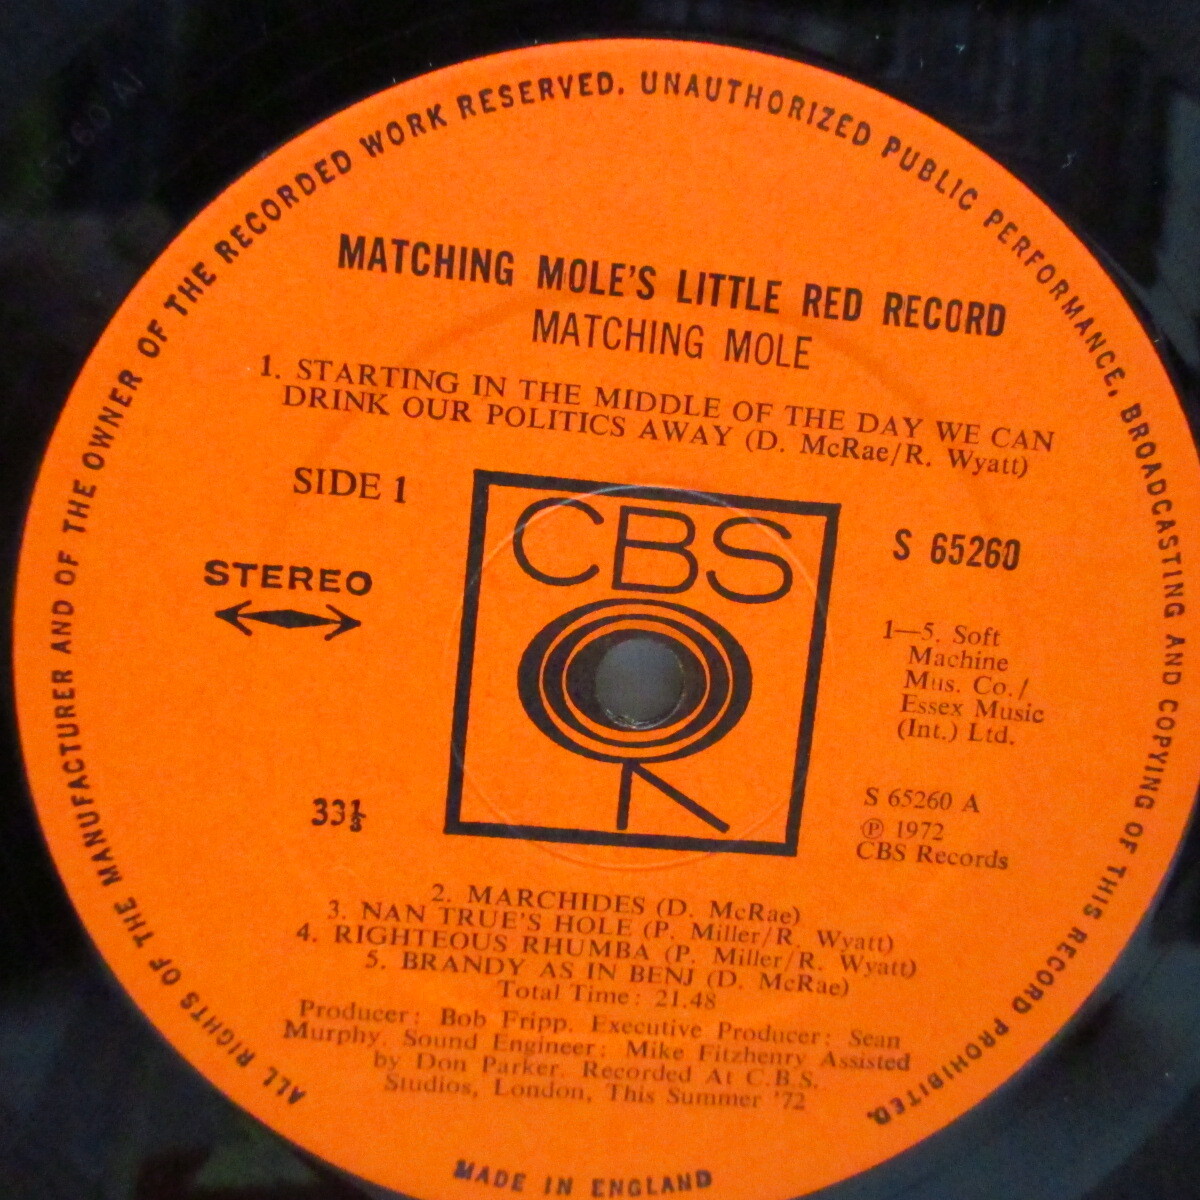 ALL RIGHTS OF THE MANUFACTURER AND OF THE OWNER OF THE RECORDED WORK RESERVED. UNAUTHORIZED PUBLIC PERFORMANCE, BROADCASTING AND COPYING OF THIS RECORD PROHIBITED.
MATCHING MOLE'S LITTLE RED RECORD
MATCHING MOLE
1. STARTING IN THE MIDDLE OF THE DAY WE CAN
DRINK OUR POLITICS AWAY (D. McRae/R. Wyatt)
SIDE 1
STEREO
33⅓
CBS
S 65260
1—5. Soft
Machine
Mus. Co./
Essex Music
(Int.) Ltd.
S 65260 A
℗ 1972
CBS Records
2. MARCHIDES (D. McRae)
3. NAN TRUE'S HOLE (P. Miller/R. Wyatt)
4. RIGHTEOUS RHUMBA (P. Miller/R. Wyatt)
5. BRANDY AS IN BENJ (D. McRae)
Total Time: 21.48
Producer: Bob Fripp. Executive Producer: Sean
Murphy. Sound Engineer: Mike Fitzhenry Assisted
by Don Parker. Recorded At C.B.S.
Studios, London, This Summer '72
MADE IN ENGLAND